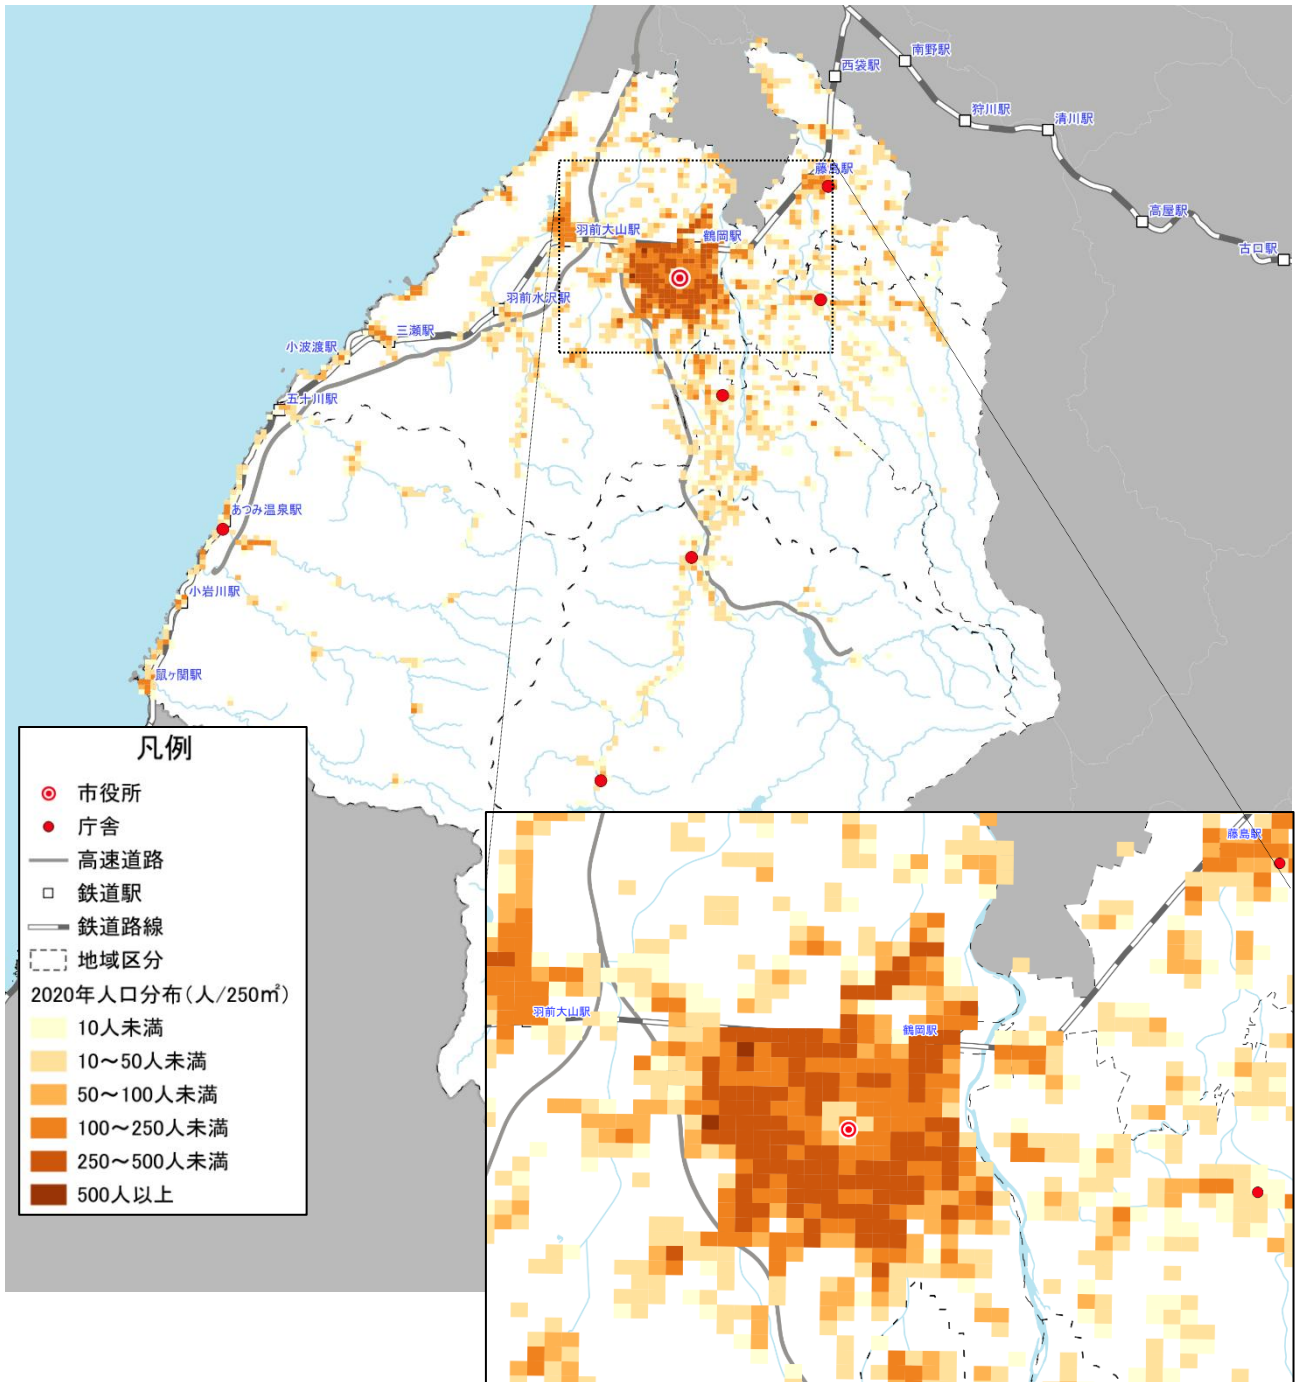 南野駅
西袋駅
狩川駅
清川駅
藤島駅
高屋駅
羽前大山駅
鶴岡駅
古口駅
羽前水沢駅
三瀬駅
小波渡駅
五十川駅
あつみ温泉駅
小岩川駅
鼠ヶ関駅
凡例
市役所
庁舎
高速道路
鉄道駅
鉄道路線
地域区分
2020年人口分布(人/250㎡)
10人未満
10～50人未満
50～100人未満
100～250人未満
250～500人未満
500人以上
藤島駅
羽前大山駅
鶴岡駅